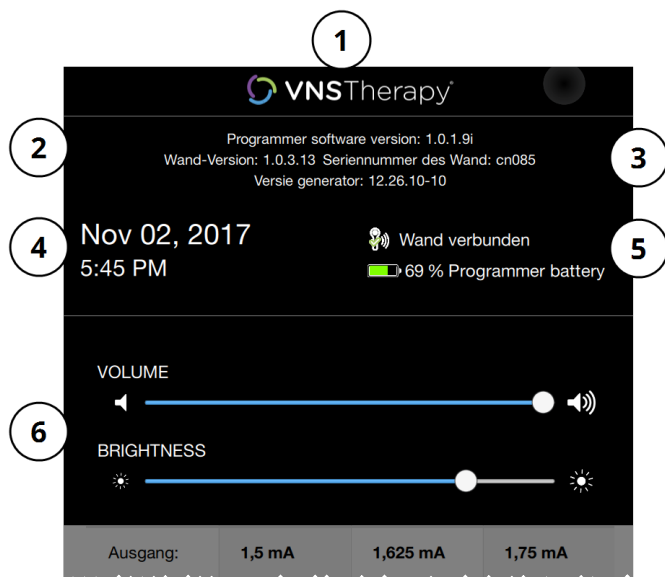 1
VNSTherapy
2
Programmer software version: 1.0.1.9i
Wand-Version: 1.0.3.13 Seriennummer des Wand: cn085
Versie generator: 12.26.10-10
3
4
Nov 02, 2017
5:45 PM
Wand verbunden
69 % Programmer battery
5
VOLUME
6
BRIGHTNESS
Ausgang: 1,5 mA 1,625 mA 1,75 mA